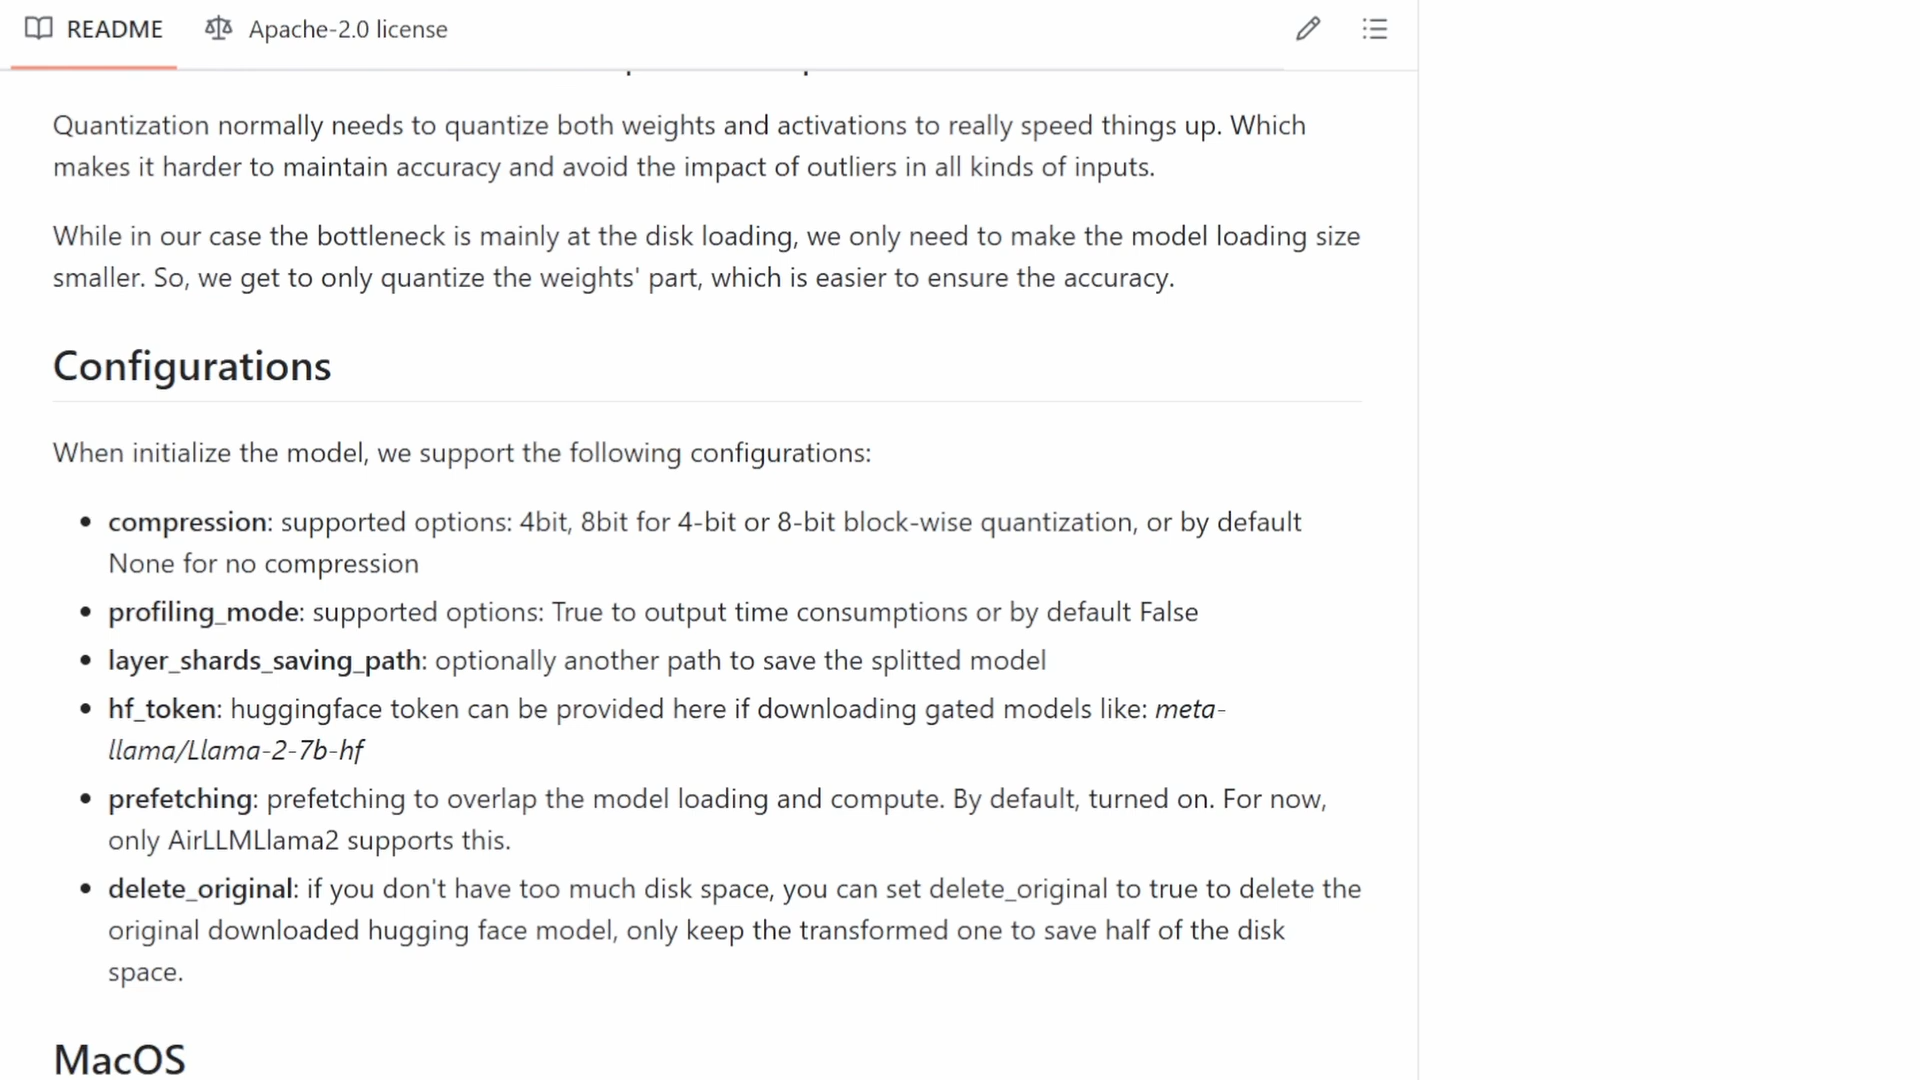 README
Apache-2.0 license
Quantization normally needs to quantize both weights and activations to really speed things up. Which
makes it harder to maintain accuracy and avoid the impact of outliers in all kinds of inputs.
While in our case the bottleneck is mainly at the disk loading, we only need to make the model loading size
smaller. So, we get to only quantize the weights' part, which is easier to ensure the accuracy.
Configurations
When initialize the model, we support the following configurations:
compression: supported options: 4bit, 8bit for 4-bit or 8-bit block-wise quantization, or by default
None for no compression
profiling_mode: supported options: True to output time consumptions or by default False
layer_shards_saving_path: optionally another path to save the splitted model
hf_token: huggingface token can be provided here if downloading gated models like: meta-
llama/Llama-2-7b-hf
prefetching: prefetching to overlap the model loading and compute. By default, turned on. For now,
only AirLLMLlama2 supports this.
delete_original: if you don't have too much disk space, you can set delete_original to true to delete the
original downloaded hugging face model, only keep the transformed one to save half of the disk
space.
MacOS